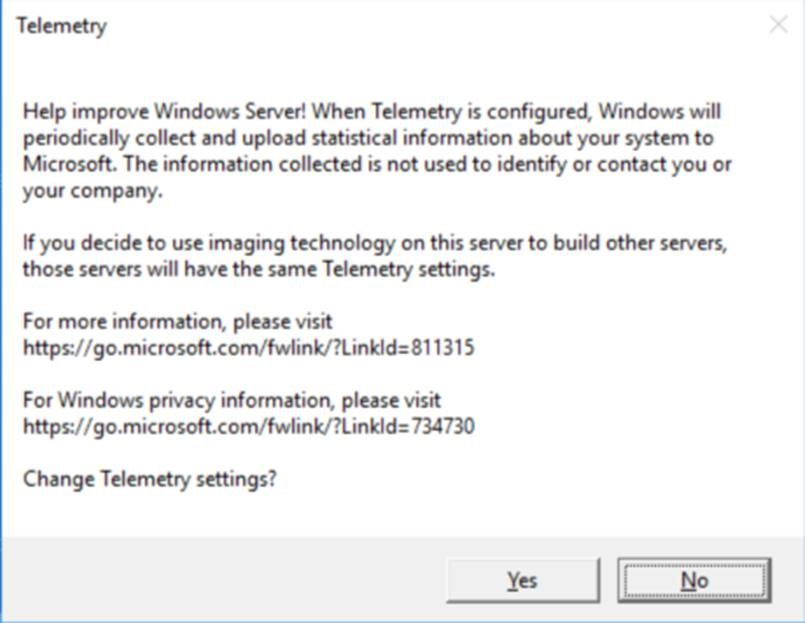 Telemetry
Help improve Windows Server! When Telemetry is configured, Windows will
periodically collect and upload statistical information about your system to
Microsoft. The information collected is not used to identify or contact you or
your company.
If you decide to use imaging technology on this server to build other servers,
those servers will have the same Telemetry settings.
For more information, please visit
https://go.microsoft.com/fwlink/?LinkId=811315
For Windows privacy information, please visit
https://go.microsoft.com/fwlink/?LinkId=734730
Change Telemetry settings?
Yes No